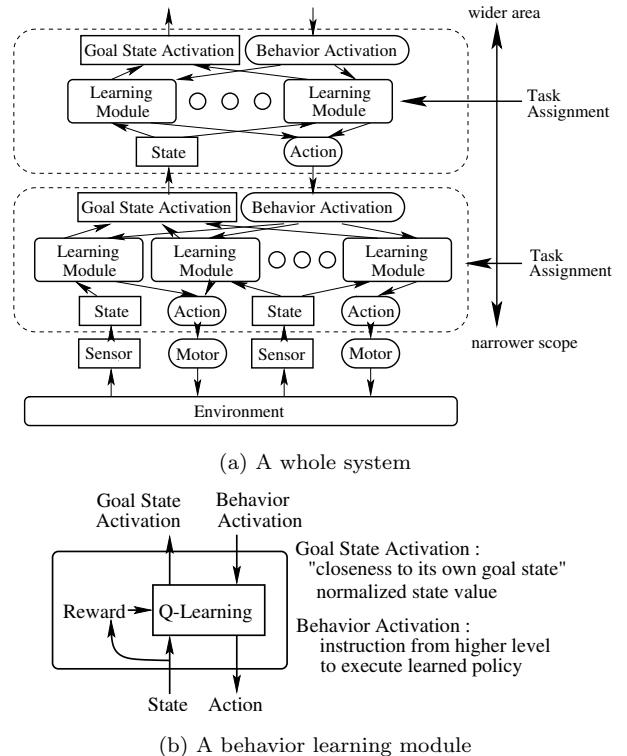 wider area
Goal State Activation
Behavior Activation
Learning
Module
Learning
Module
Task
Assignment
State
Action
Goal State Activation
Behavior Activation
Learning
Module
Learning
Module
Learning
Module
Task
Assignment
State
Action
State
Action
Sensor
Motor
Sensor
Motor
narrower scope
Environment
(a) A whole system
Goal State
Activation
Behavior
Activation
Reward
Q-Learning
State
Action
Goal State Activation :
"closeness to its own goal state"
normalized state value
Behavior Activation :
instruction from higher level
to execute learned policy
(b) A behavior learning module